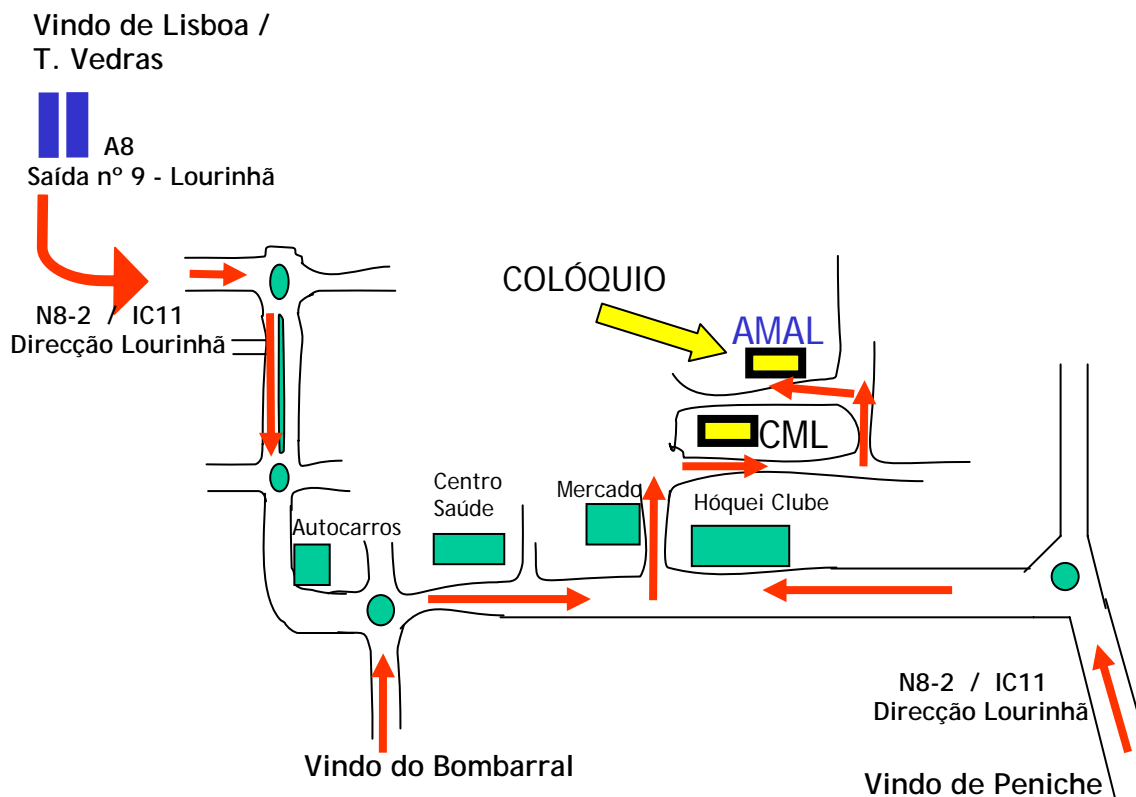 Vindo de Lisboa /
T. Vedras
A8
Saída nº 9 - Lourinhã
N8-2 / IC11
Direcção Lourinhã
COLÓQUIO
AMAL
CML
Centro
Saúde
Mercado
Hóquei Clube
Autocarros
N8-2 / IC11
Direcção Lourinhã
Vindo do Bombarral
Vindo de Peniche